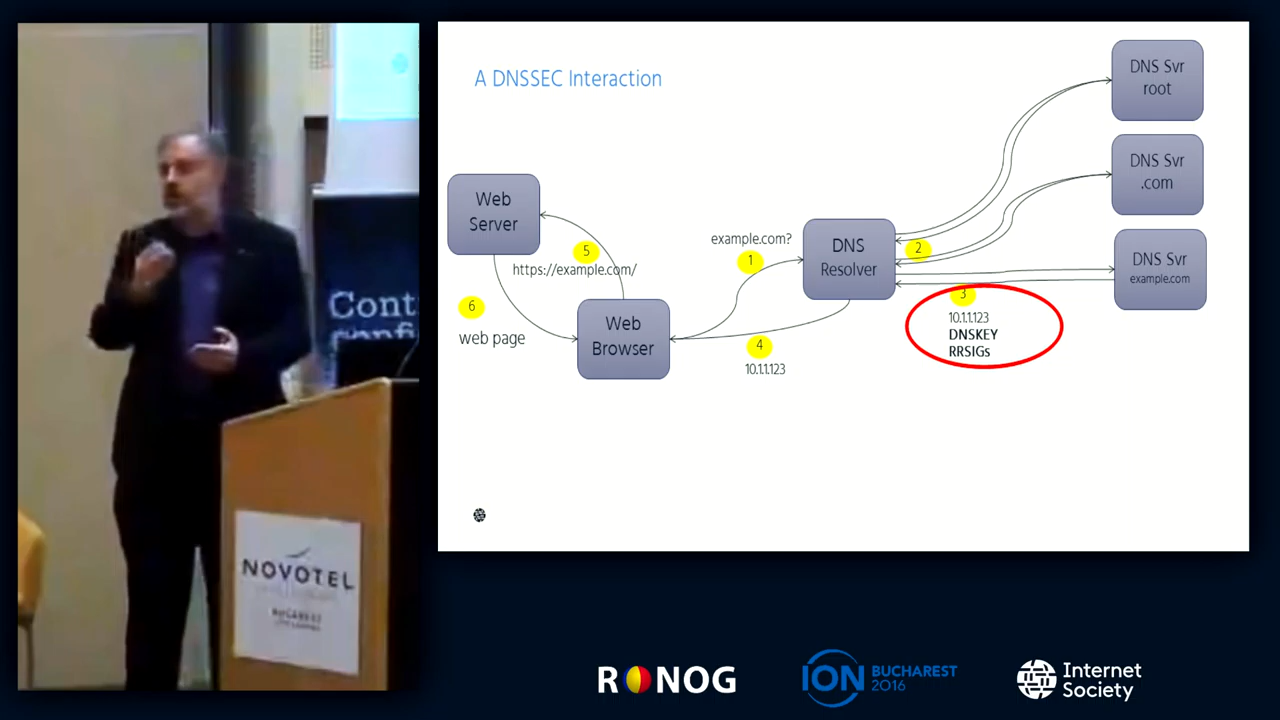 A DNSSEC Interaction
DNS Svr
root
DNS Svr
.com
DNS Svr
example.com
Web
Server
DNS
Resolver
Web
Browser
example.com?
1
2
3
10.1.1.123
DNSKEY
RRSIGs
4
10.1.1.123
5
https://example.com/
6
web page
Cont
NOVOTEL
BUCAREST
RONOG
ION
BUCHAREST
2016
Internet
Society